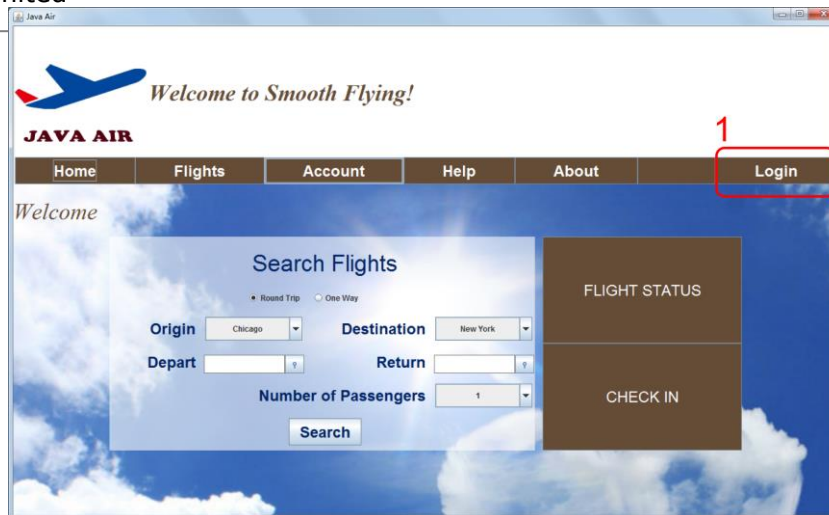 Java Air
Welcome to Smooth Flying!
JAVA AIR
1
Home Flights Account Help About Login
Welcome
Search Flights
Round Trip One Way
FLIGHT STATUS
Origin Chicago Destination New York
Depart Return
Number of Passengers 1
CHECK IN
Search